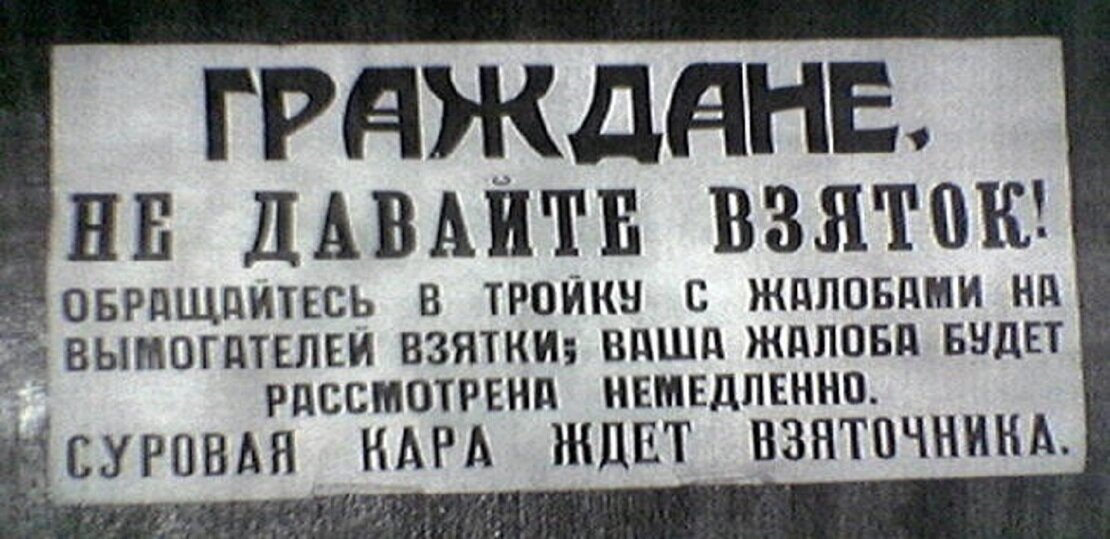 ГРАЖДАНЕ,
НЕ ДАВАЙТЕ ВЗЯТОК!
ОБРАЩАЙТЕСЬ В ТРОЙКУ С ЖАЛОБАМИ НА
ВЫМОГАТЕЛЕЙ ВЗЯТКИ; ВАША ЖАЛОБА БУДЕТ
РАССМОТРЕНА НЕМЕДЛЕННО.
СУРОВАЯ КАРА ЖДЕТ ВЗЯТОЧНИКА.